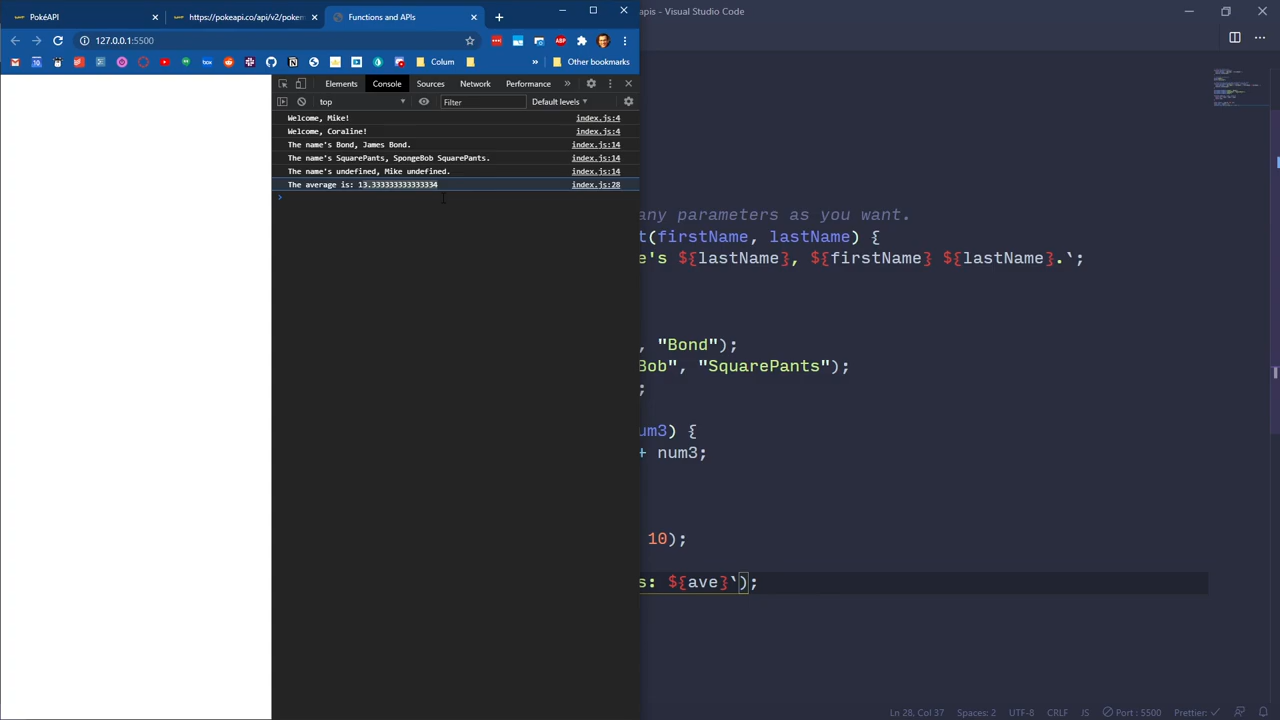 PokéAPI
https://pokeapi.co/api/v2/pokem
Functions and APIs
apis - Visual Studio Code
127.0.0.1:5500
Colum
Other bookmarks
Elements Console Sources Network Performance
top Filter Default levels
Welcome, Mike! index.js:4
Welcome, Coraline! index.js:4
The name's Bond, James Bond. index.js:14
The name's SquarePants, SpongeBob SquarePants. index.js:14
The name's undefined, Mike undefined. index.js:14
The average is: 13.333333333333334 index.js:28
any parameters as you want.
t(firstName, lastName) {
e's ${lastName}, ${firstName} ${lastName}.`;
, "Bond");
Bob", "SquarePants");
;
um3) {
+ num3;
10);
s: ${ave}`);
Ln 28, Col 37 Spaces: 2 UTF-8 CRLF JS Port : 5500 Prettier: ✓